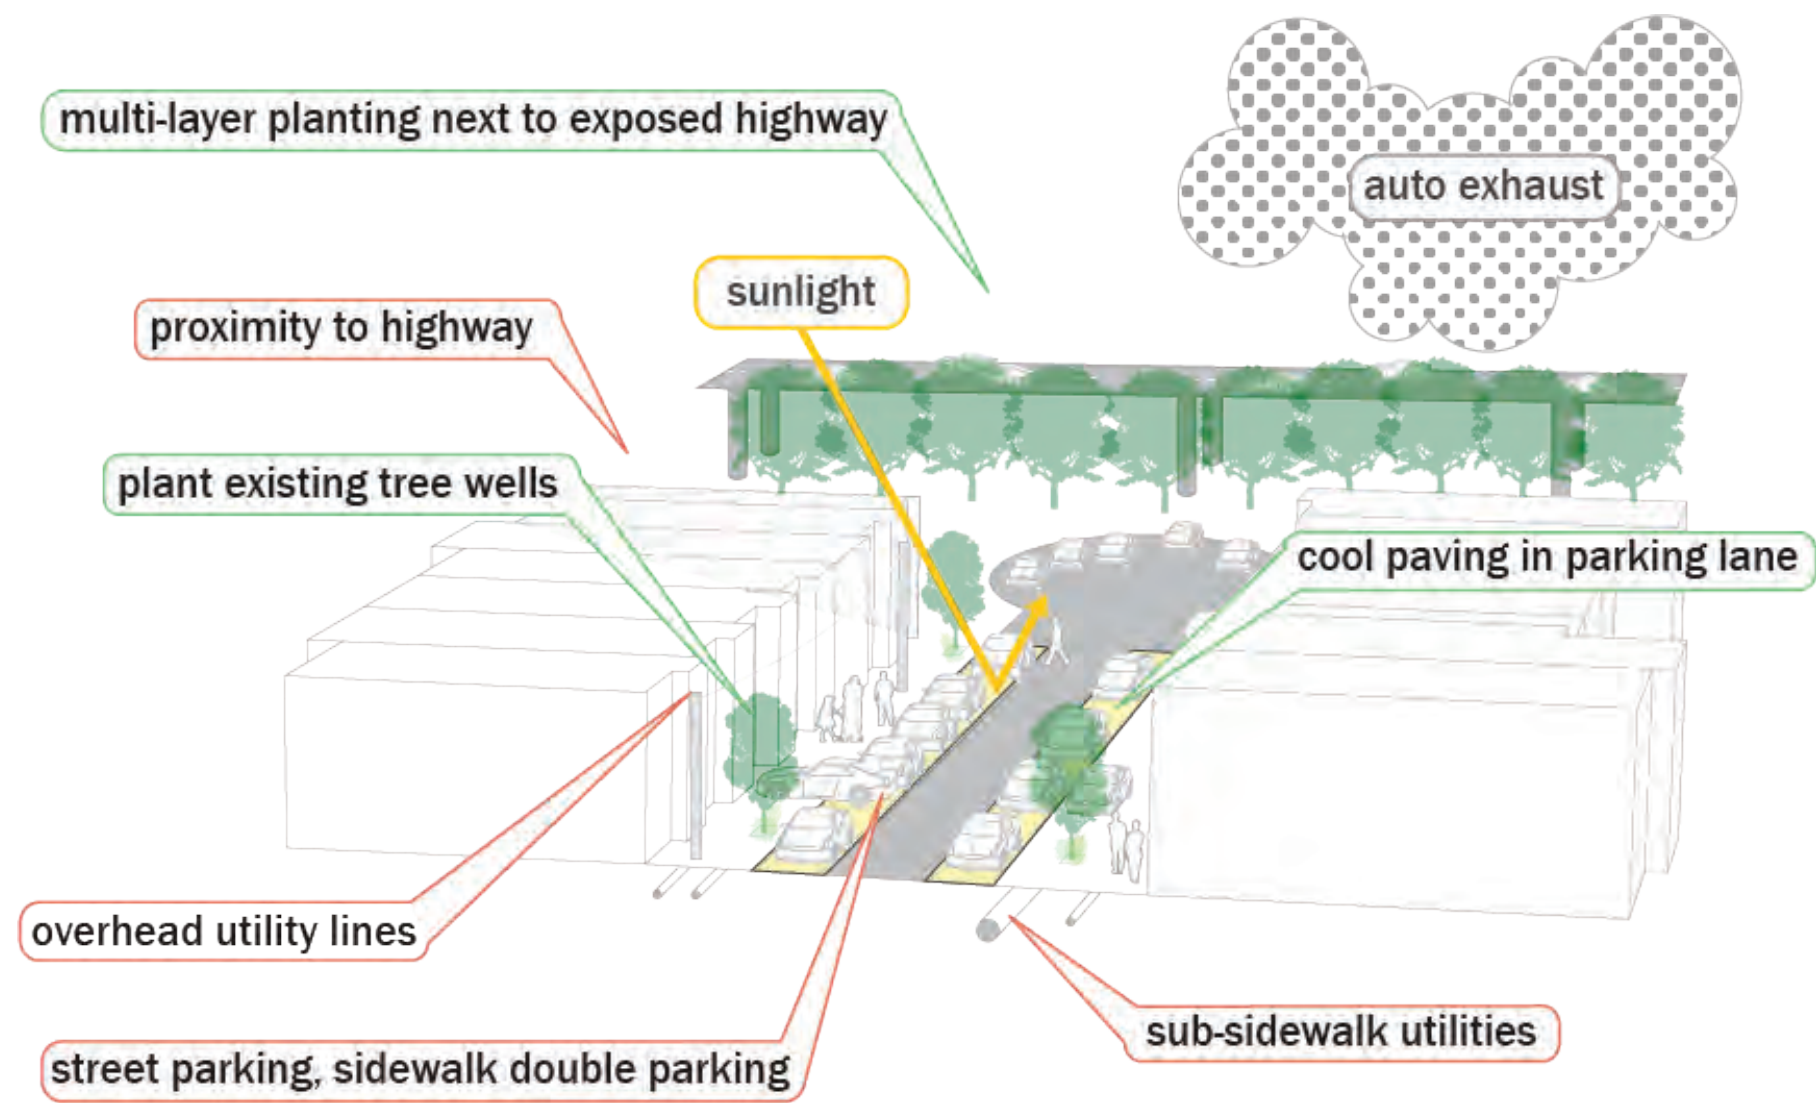 multi-layer planting next to exposed highway
auto exhaust
sunlight
proximity to highway
plant existing tree wells
cool paving in parking lane
overhead utility lines
sub-sidewalk utilities
street parking, sidewalk double parking